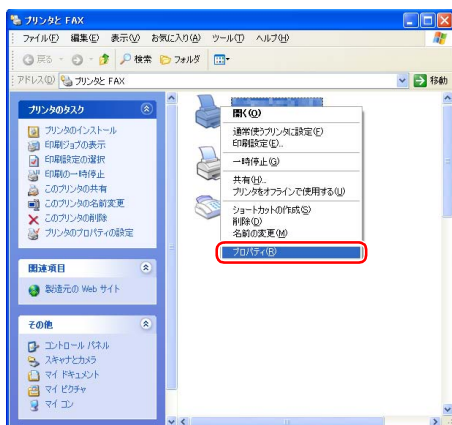 プリンタと FAX
ファイル(F) 編集(E) 表示(V) お気に入り(A) ツール(T) ヘルプ(H)
戻る 検索 フォルダ
アドレス(D) プリンタと FAX 移動
プリンタのタスク
プリンタのインストール
印刷ジョブの表示
印刷設定の選択
印刷の一時停止
このプリンタの共有
このプリンタの名前変更
このプリンタの削除
プリンタのプロパティの設定
関連項目
製造元の Web サイト
その他
コントロール パネル
スキャナとカメラ
マイ ドキュメント
マイ ピクチャ
マイ コン
開く(O)
通常使うプリンタに設定(F)
印刷設定(E)...
一時停止(G)
共有(H)...
プリンタをオフラインで使用する(U)
ショートカットの作成(S)
削除(D)
名前の変更(M)
プロパティ(R)